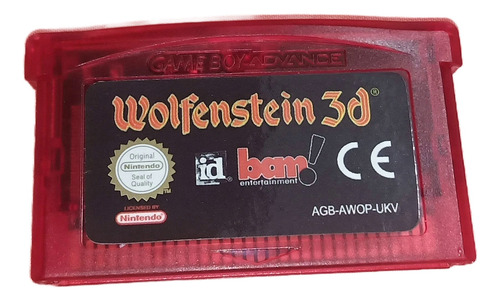 GAME BOY ADVANCE
Wolfenstein 3d®
Original
Nintendo
Seal of
Quality
LICENSED BY
Nintendo
id
bam!
entertainment
CE
AGB-AWOP-UKV